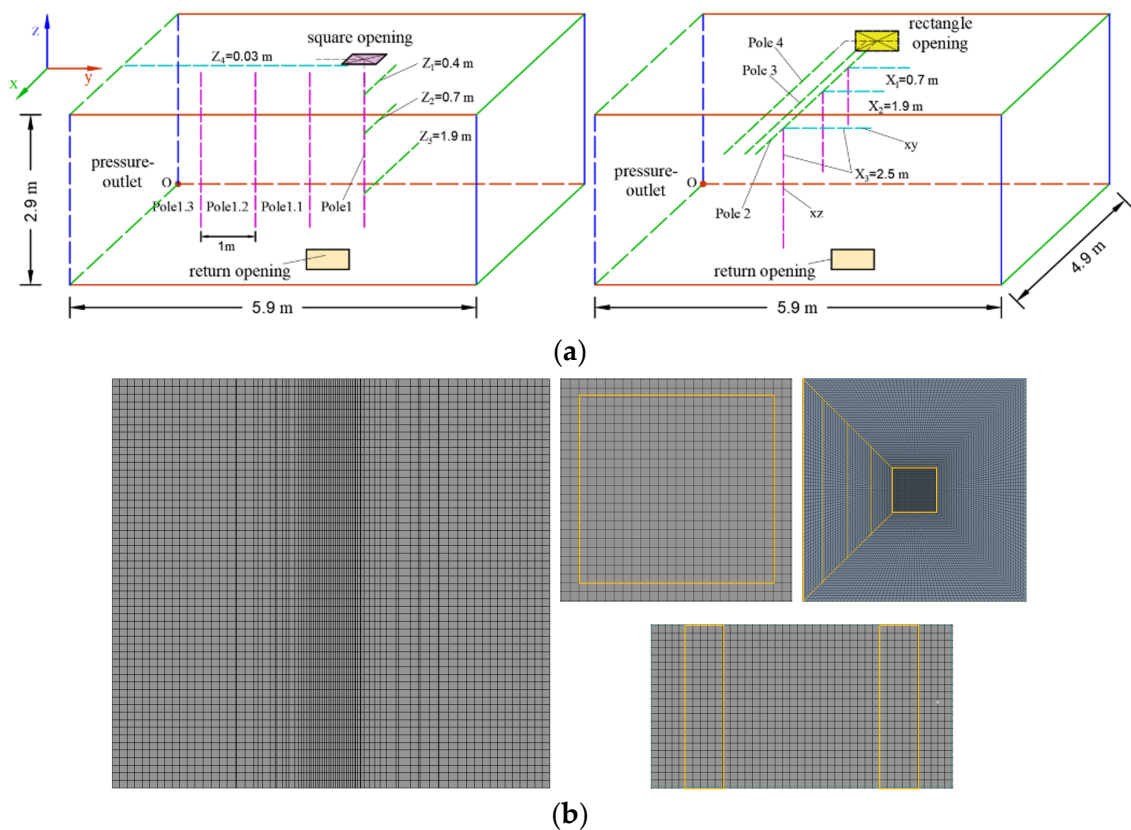 z
y
x
O
square opening
Z₄=0.03 m
Z₁=0.4 m
Z₂=0.7 m
Z₃=1.9 m
pressure-
outlet
2.9 m
Pole1.3
Pole1.2
Pole1.1
Pole1
1m
return opening
5.9 m
rectangle
opening
Pole 4
Pole 3
X₁=0.7 m
X₂=1.9 m
xy
pressure-
outlet
O
X₃=2.5 m
Pole 2
xz
return opening
4.9 m
5.9 m
(a)
(b)